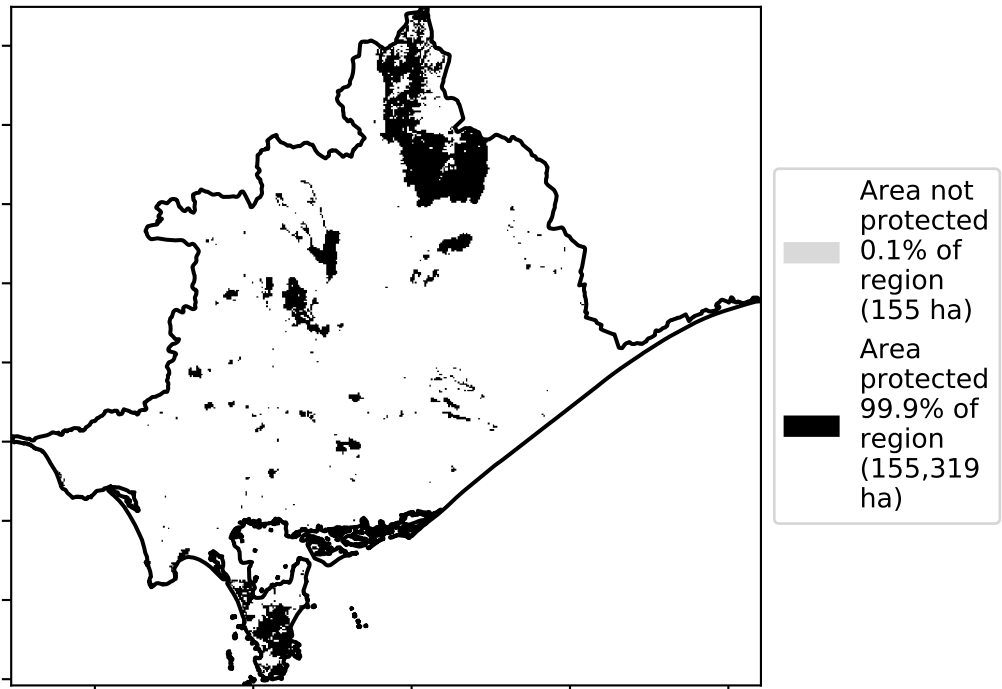 Area not
protected
0.1% of
region
(155 ha)
Area
protected
99.9% of
region
(155,319
ha)